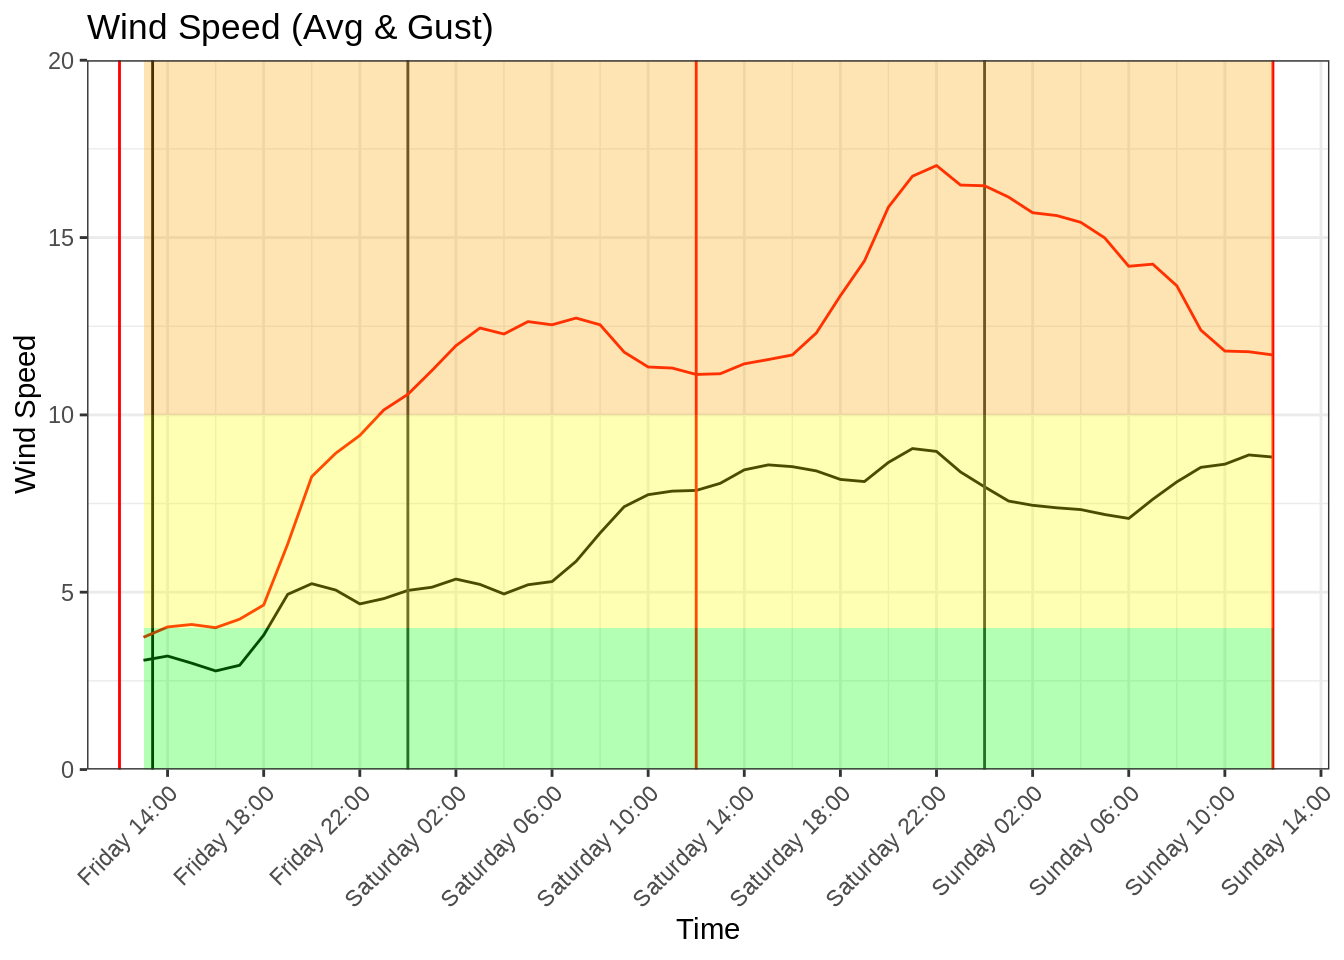 Wind Speed (Avg & Gust)
20
15
10
5
0
Wind Speed
Friday 14:00
Friday 18:00
Friday 22:00
Saturday 02:00
Saturday 06:00
Saturday 10:00
Saturday 14:00
Saturday 18:00
Saturday 22:00
Sunday 02:00
Sunday 06:00
Sunday 10:00
Sunday 14:00
Time